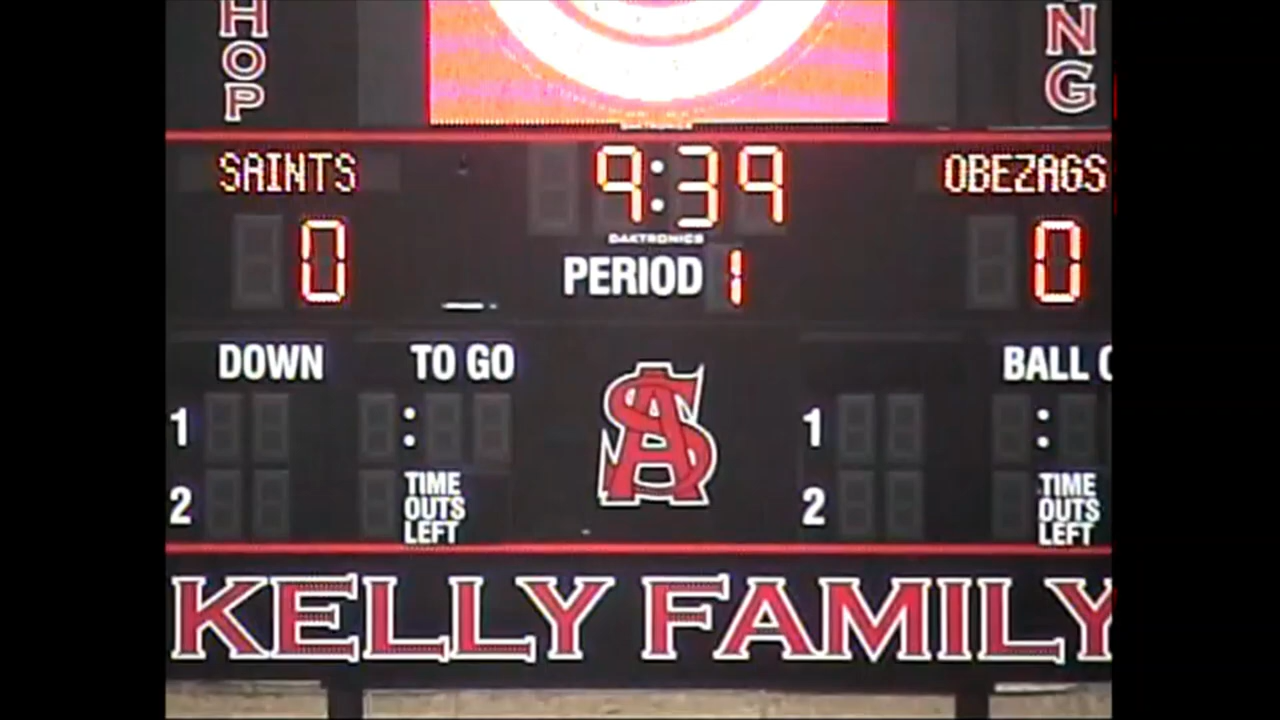 HOP
NG
SAINTS 9:39 OBEZAGS
DAKTRONICS
0 PERIOD 1 0
DOWN TO GO BALL
1 : SA 1 :
2 TIME OUTS LEFT 2 TIME OUTS LEFT
KELLY FAMILY